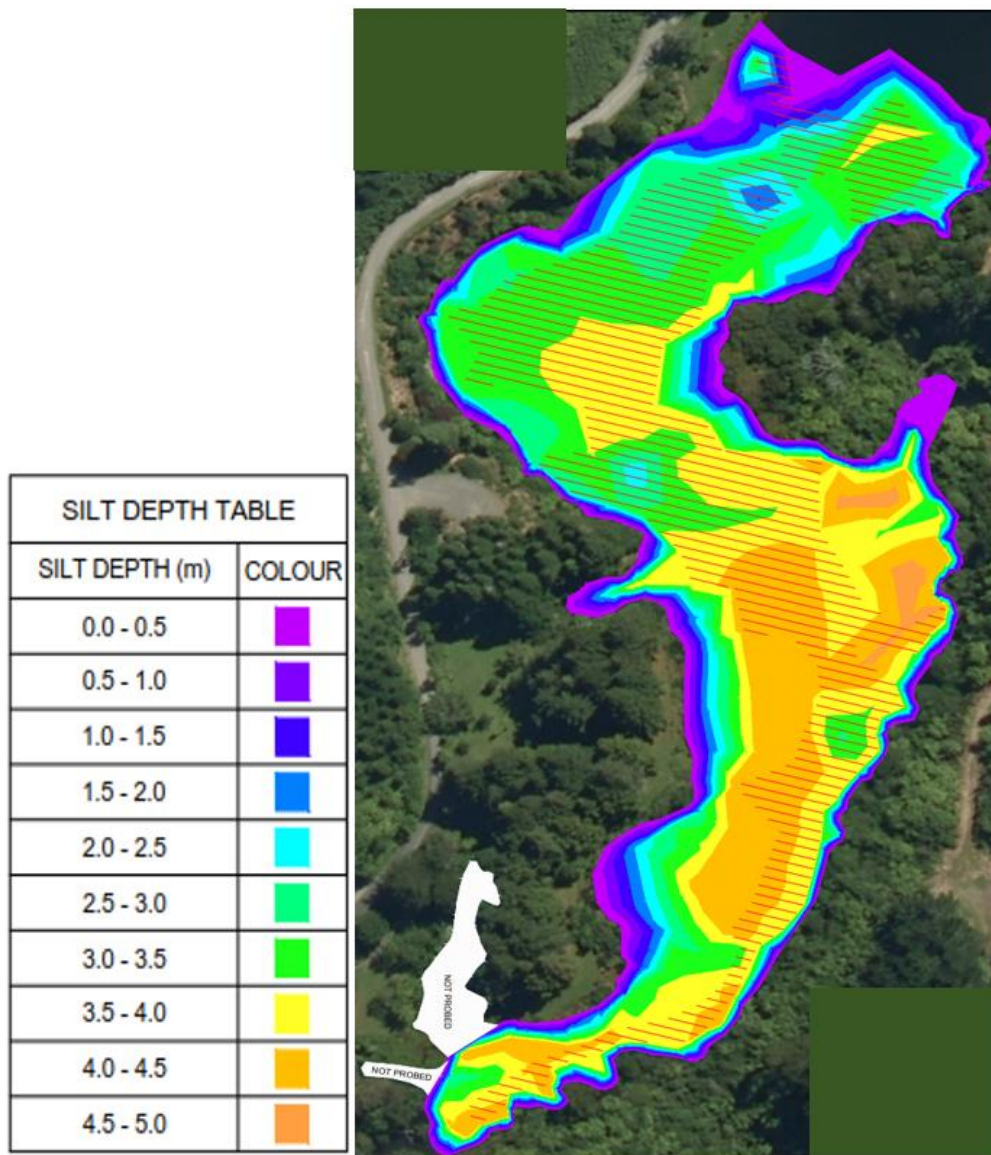 SILT DEPTH TABLE
SILT DEPTH (m) COLOUR
0.0 - 0.5
0.5 - 1.0
1.0 - 1.5
1.5 - 2.0
2.0 - 2.5
2.5 - 3.0
3.0 - 3.5
3.5 - 4.0
4.0 - 4.5
4.5 - 5.0
NOT PROBED
NOT PROBED